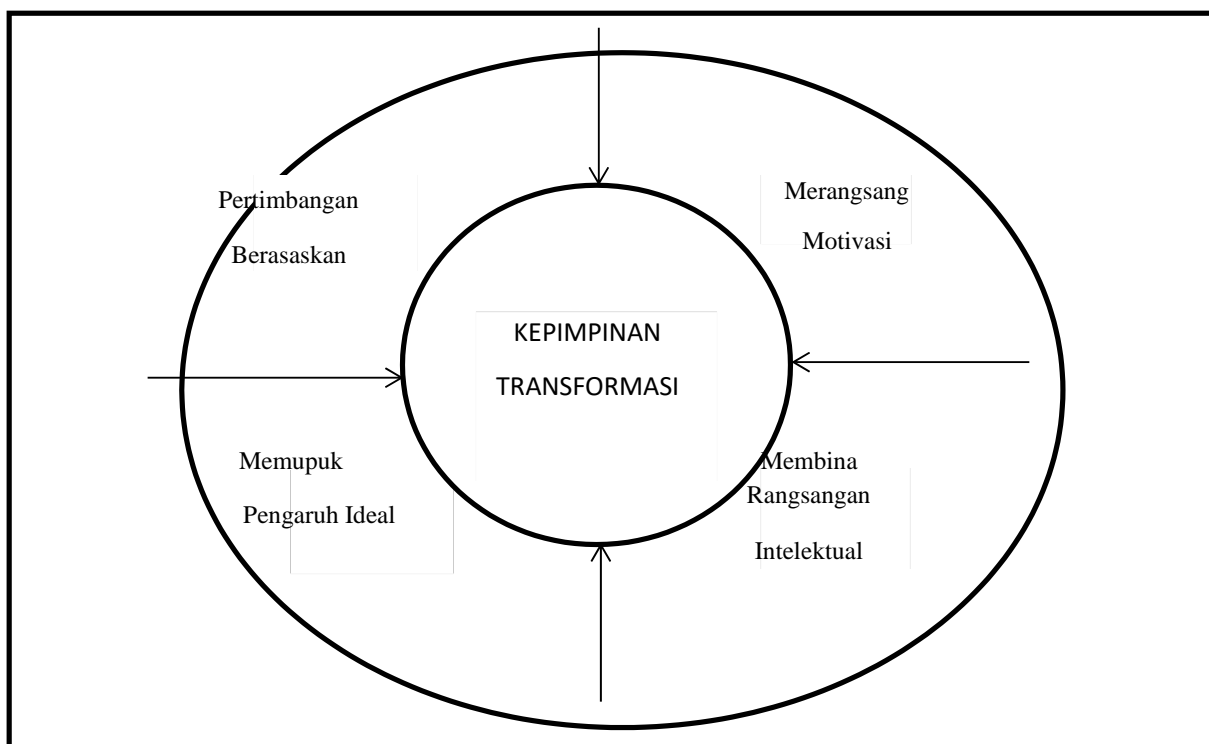 Pertimbangan
Berasaskan
Merangsang
Motivasi
KEPIMPINAN
TRANSFORMASI
Memupuk
Pengaruh Ideal
Membina
Rangsangan
Intelektual